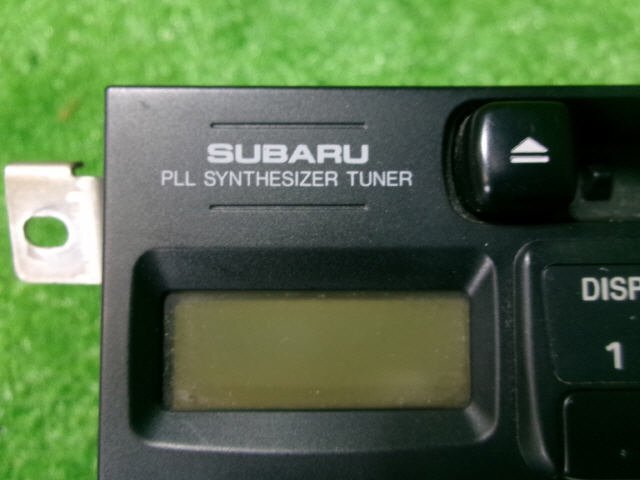 SUBARU
PLL SYNTHESIZER TUNER
DISP
1